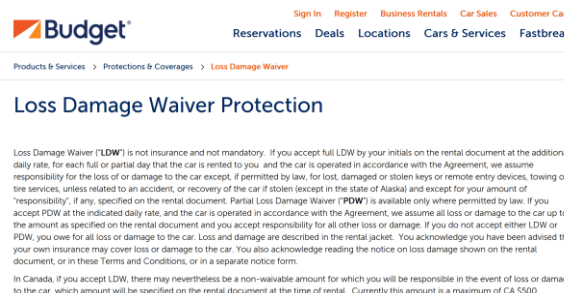 Sign In Register Business Rentals Car Sales Customer
Budget
Reservations Deals Locations Cars & Services
Products & Services > Protections & Coverages > Loss Damage Waiver
Loss Damage Waiver Protection
Loss Damage Waiver ("LDW") is not insurance and not mandatory. If you accept full LDW by your initials on the rental document at the additional
daily rate, for each full or partial day that the car is rented to you and the car is operated in accordance with the Agreement, we assume
responsibility for the loss of or damage to the car except, if permitted by law, for lost, damaged or stolen keys or remote entry devices, towing or
tire services, unless related to an accident, or recovery of the car if stolen (except in the state of Alaska) and except for your amount of
"responsibility", if any, specified on the rental document. Partial Loss Damage Waiver ("PDW") is available only where permitted by law. If you
accept PDW at the indicated daily rate, and the car is operated in accordance with the Agreement, we assume all loss or damage to the car up to
the amount as specified on the rental document and you accept responsibility for all other loss or damage. If you do not accept either LDW or
PDW, you owe for all loss or damage to the car. Loss and damage are described in the rental jacket. You acknowledge you have been advised
your own insurance may cover loss or damage to the car. You also acknowledge reading the notice on loss damage shown on the rental
document, or in these Terms and Conditions, or in a separate notice form.
In Canada, if you accept LDW, there may nevertheless be a non-waivable amount for which you will be responsible in the event of loss or
to the car, which amount will be specified on the rental document at the time of rental. Currently this amount is a maximum of CA $500